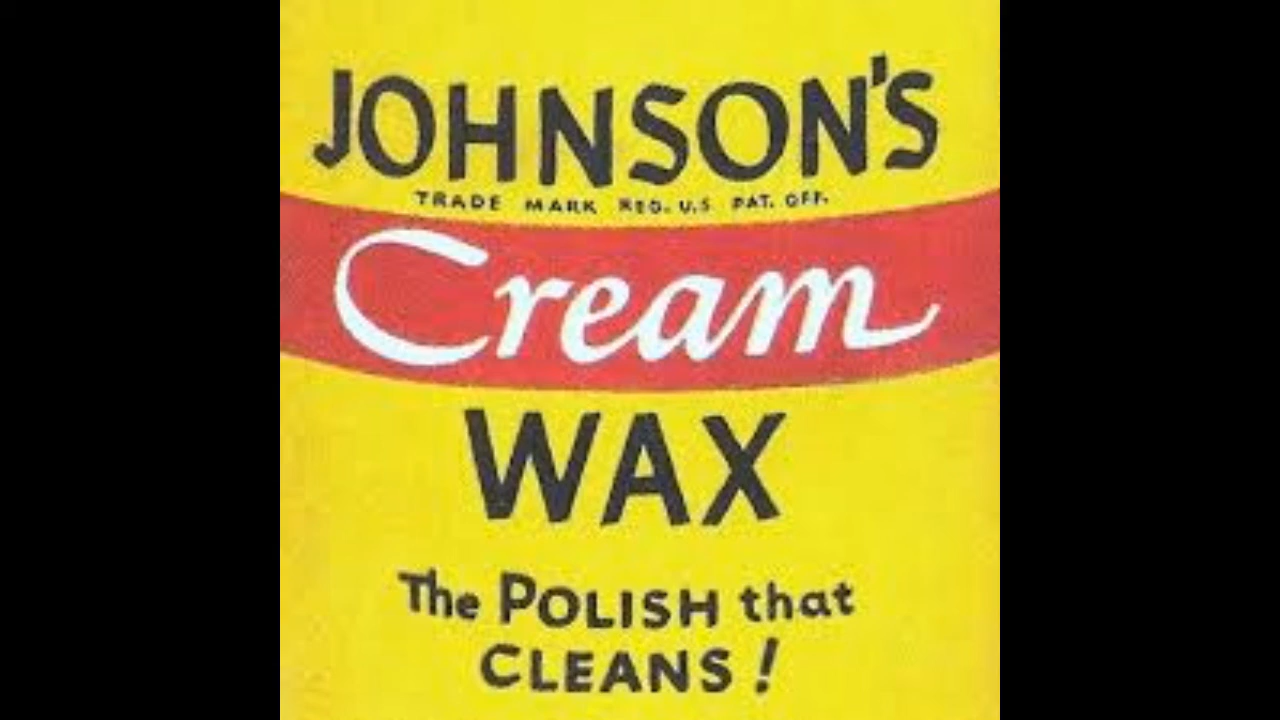 JOHNSON'S
TRADE MARK REG. U.S. PAT. OFF.
Cream
WAX
The POLISH that
CLEANS!